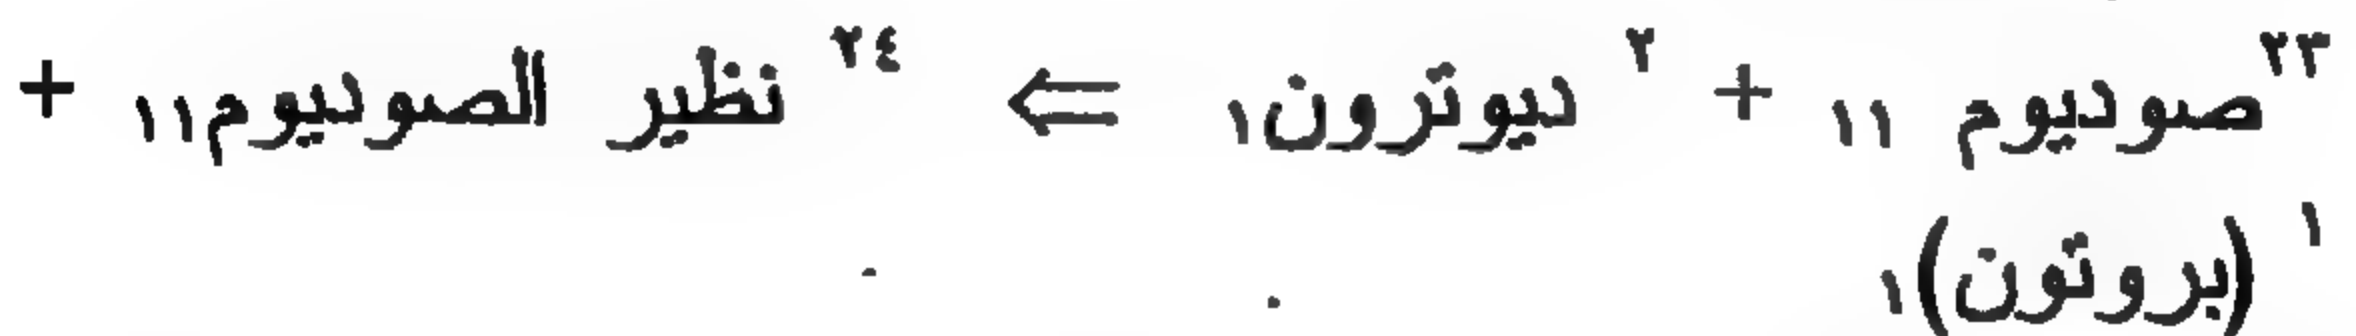 ٢٣صوديوم ١١ + ٢ ديوترون١ ⇐ ٢٤ نظير الصوديوم١١ +
١ (بروتون)١